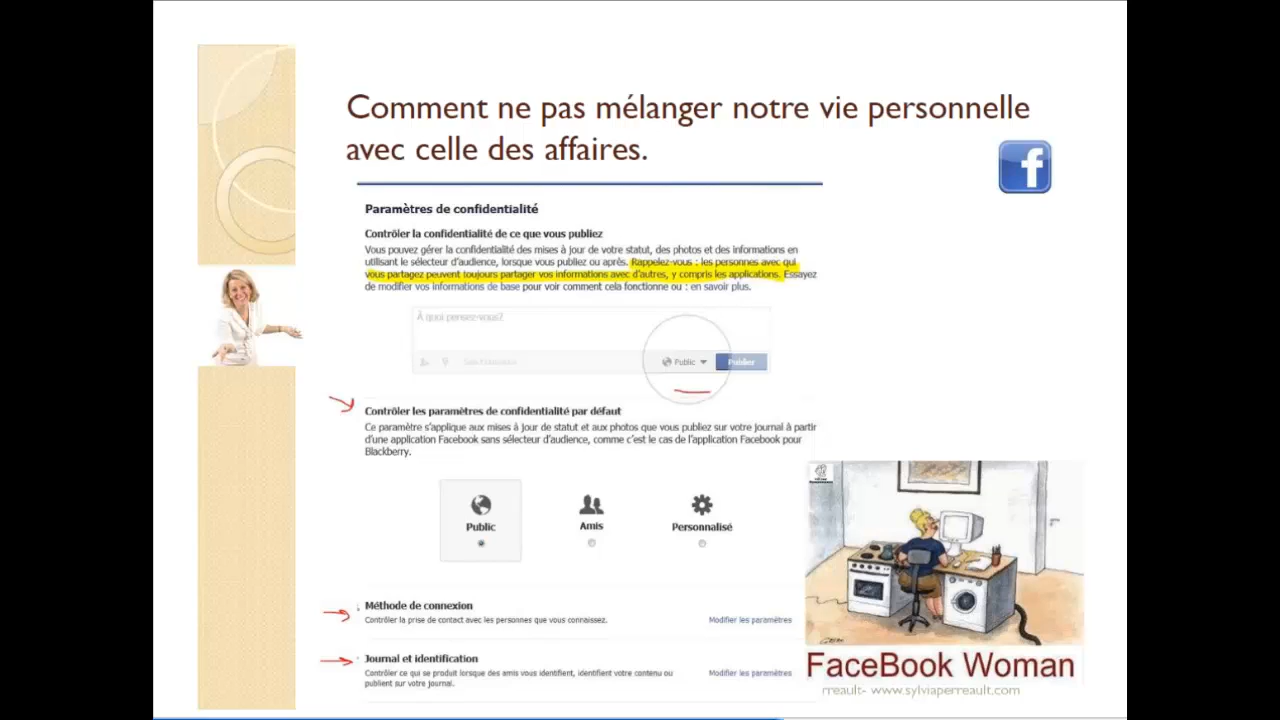 Comment ne pas mélanger notre vie personnelle
avec celle des affaires.
f
Paramètres de confidentialité
Contrôler la confidentialité de ce que vous publiez
Vous pouvez gérer la confidentialité des mises à jour de votre statut, des photos et des informations en
utilisant le sélecteur d'audience, lorsque vous publiez ou après. Rappelez-vous : les personnes avec qui
vous partagez peuvent toujours partager vos informations avec d'autres, y compris les applications. Essayez
de modifier vos informations de base pour voir comment cela fonctionne ou : en savoir plus.
À quoi pensez-vous?
Public
Publier
Contrôler les paramètres de confidentialité par défaut
Ce paramètre s'applique aux mises à jour de statut et aux photos que vous publiez sur votre journal à partir
d'une application Facebook sans sélecteur d'audience, comme c'est le cas de l'application Facebook pour
Blackberry.
Public
Amis
Personnalisé
Méthode de connexion
Contrôler la prise de contact avec les personnes que vous connaissez.
Modifier les paramètres
Journal et identification
Contrôler ce qui se produit lorsque des amis vous identifient, identifient votre contenu ou
publient sur votre journal.
Modifier les paramètres
FaceBook Woman
rreault- www.sylviaperreault.com